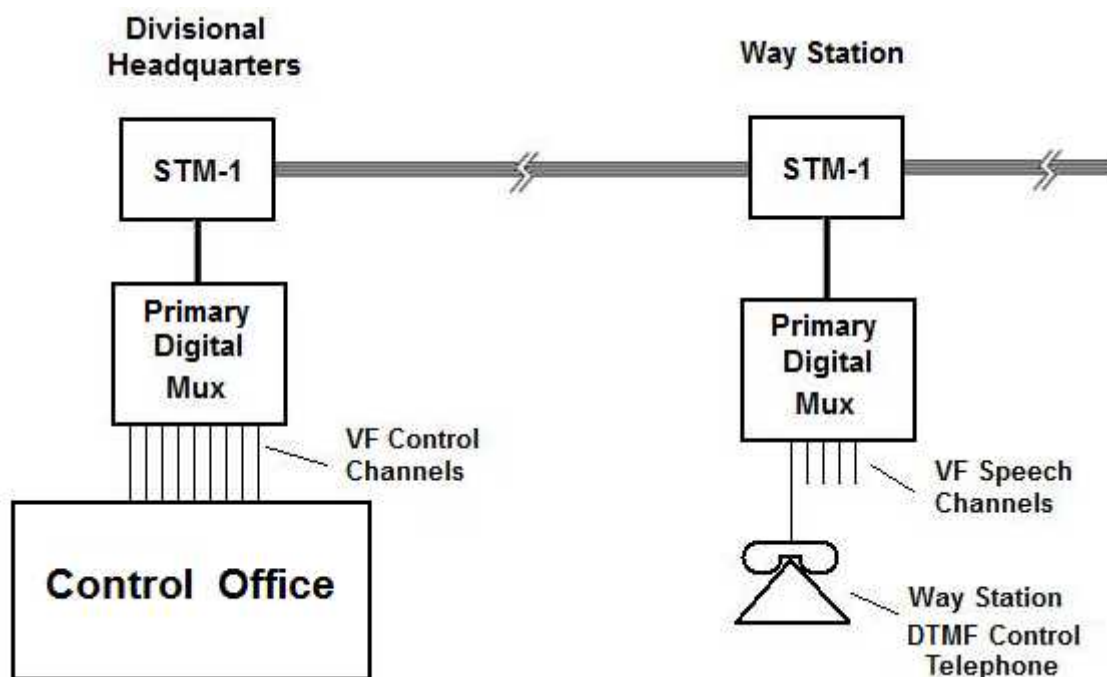 Divisional
Headquarters
Way Station
STM-1
STM-1
Primary
Digital
Mux
Primary
Digital
Mux
VF Control
Channels
VF Speech
Channels
Control Office
Way Station
DTMF Control
Telephone